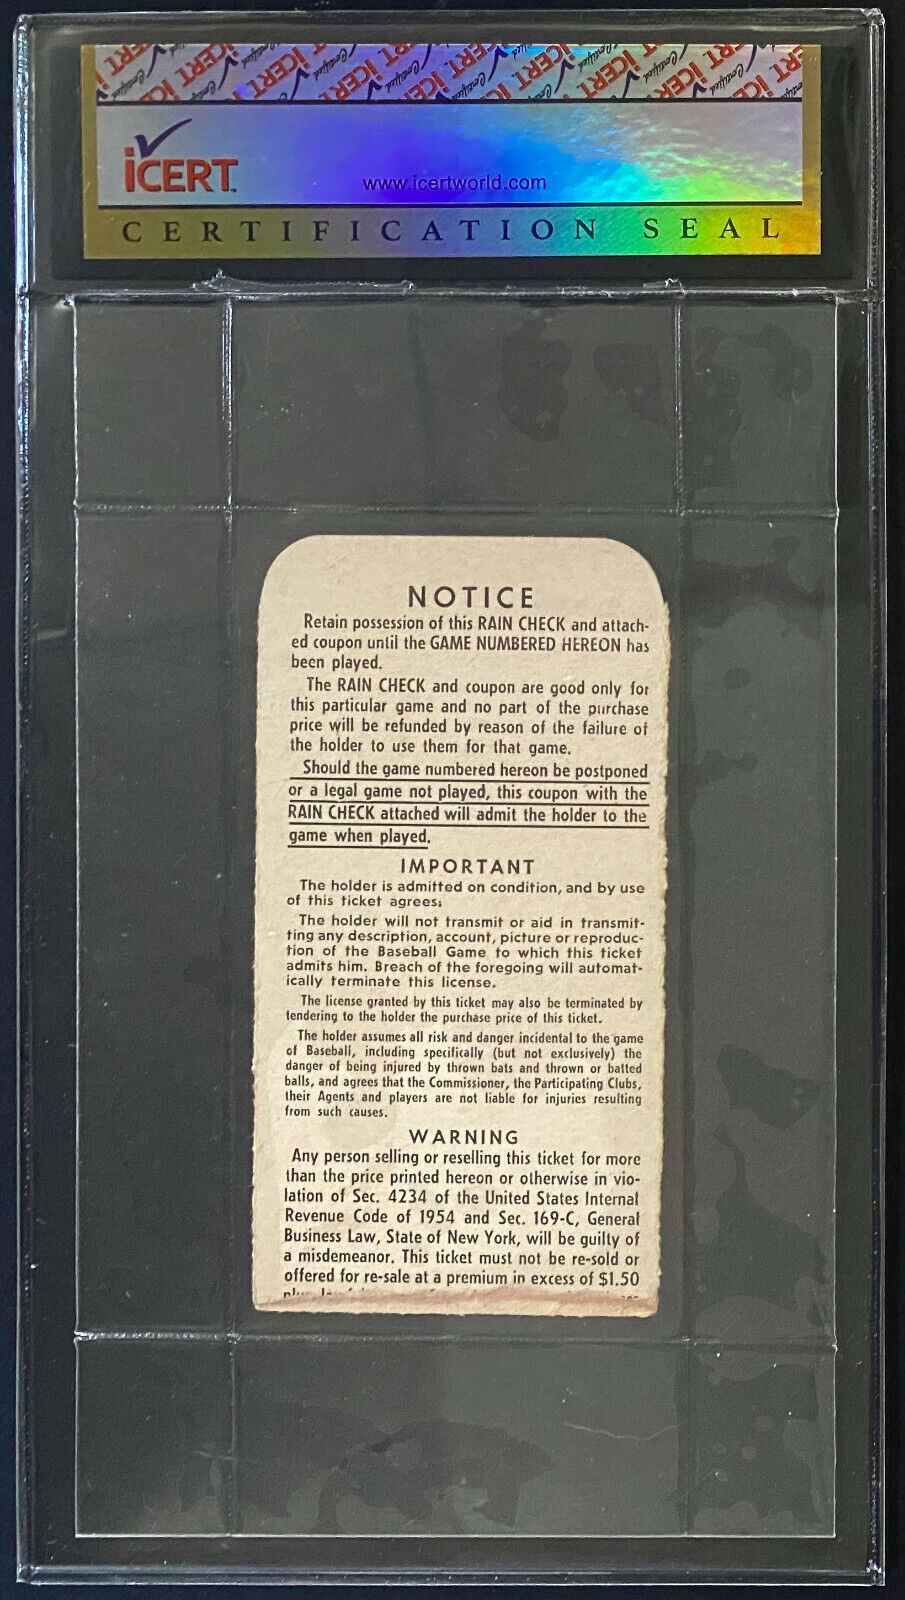 iCERT
www.icertworld.com
CERTIFICATION SEAL
NOTICE
Retain possession of this RAIN CHECK and attach-
ed coupon until the GAME NUMBERED HEREON has
been played.
The RAIN CHECK and coupon are good only for
this particular game and no part of the purchase
price will be refunded by reason of the failure of
the holder to use them for that game.
Should the game numbered hereon be postponed
or a legal game not played, this coupon with the
RAIN CHECK attached will admit the holder to the
game when played.
IMPORTANT
The holder is admitted on condition, and by use
of this ticket agrees:
The holder will not transmit or aid in transmit-
ting any description, account, picture or reproduc-
tion of the Baseball Game to which this ticket
admits him. Breach of the foregoing will automat-
ically terminate this license.
The license granted by this ticket may also be terminated by
tendering to the holder the purchase price of this ticket.
The holder assumes all risk and danger incidental to the game
of Baseball, including specifically (but not exclusively) the
danger of being injured by thrown bats and thrown or batted
balls, and agrees that the Commissioner, the Participating Clubs,
their Agents and players are not liable for injuries resulting
from such causes.
WARNING
Any person selling or reselling this ticket for more
than the price printed hereon or otherwise in vio-
lation of Sec. 4234 of the United States Internal
Revenue Code of 1954 and Sec. 169-C, General
Business Law, State of New York, will be guilty of
a misdemeanor. This ticket must not be re-sold or
offered for re-sale at a premium in excess of $1.50